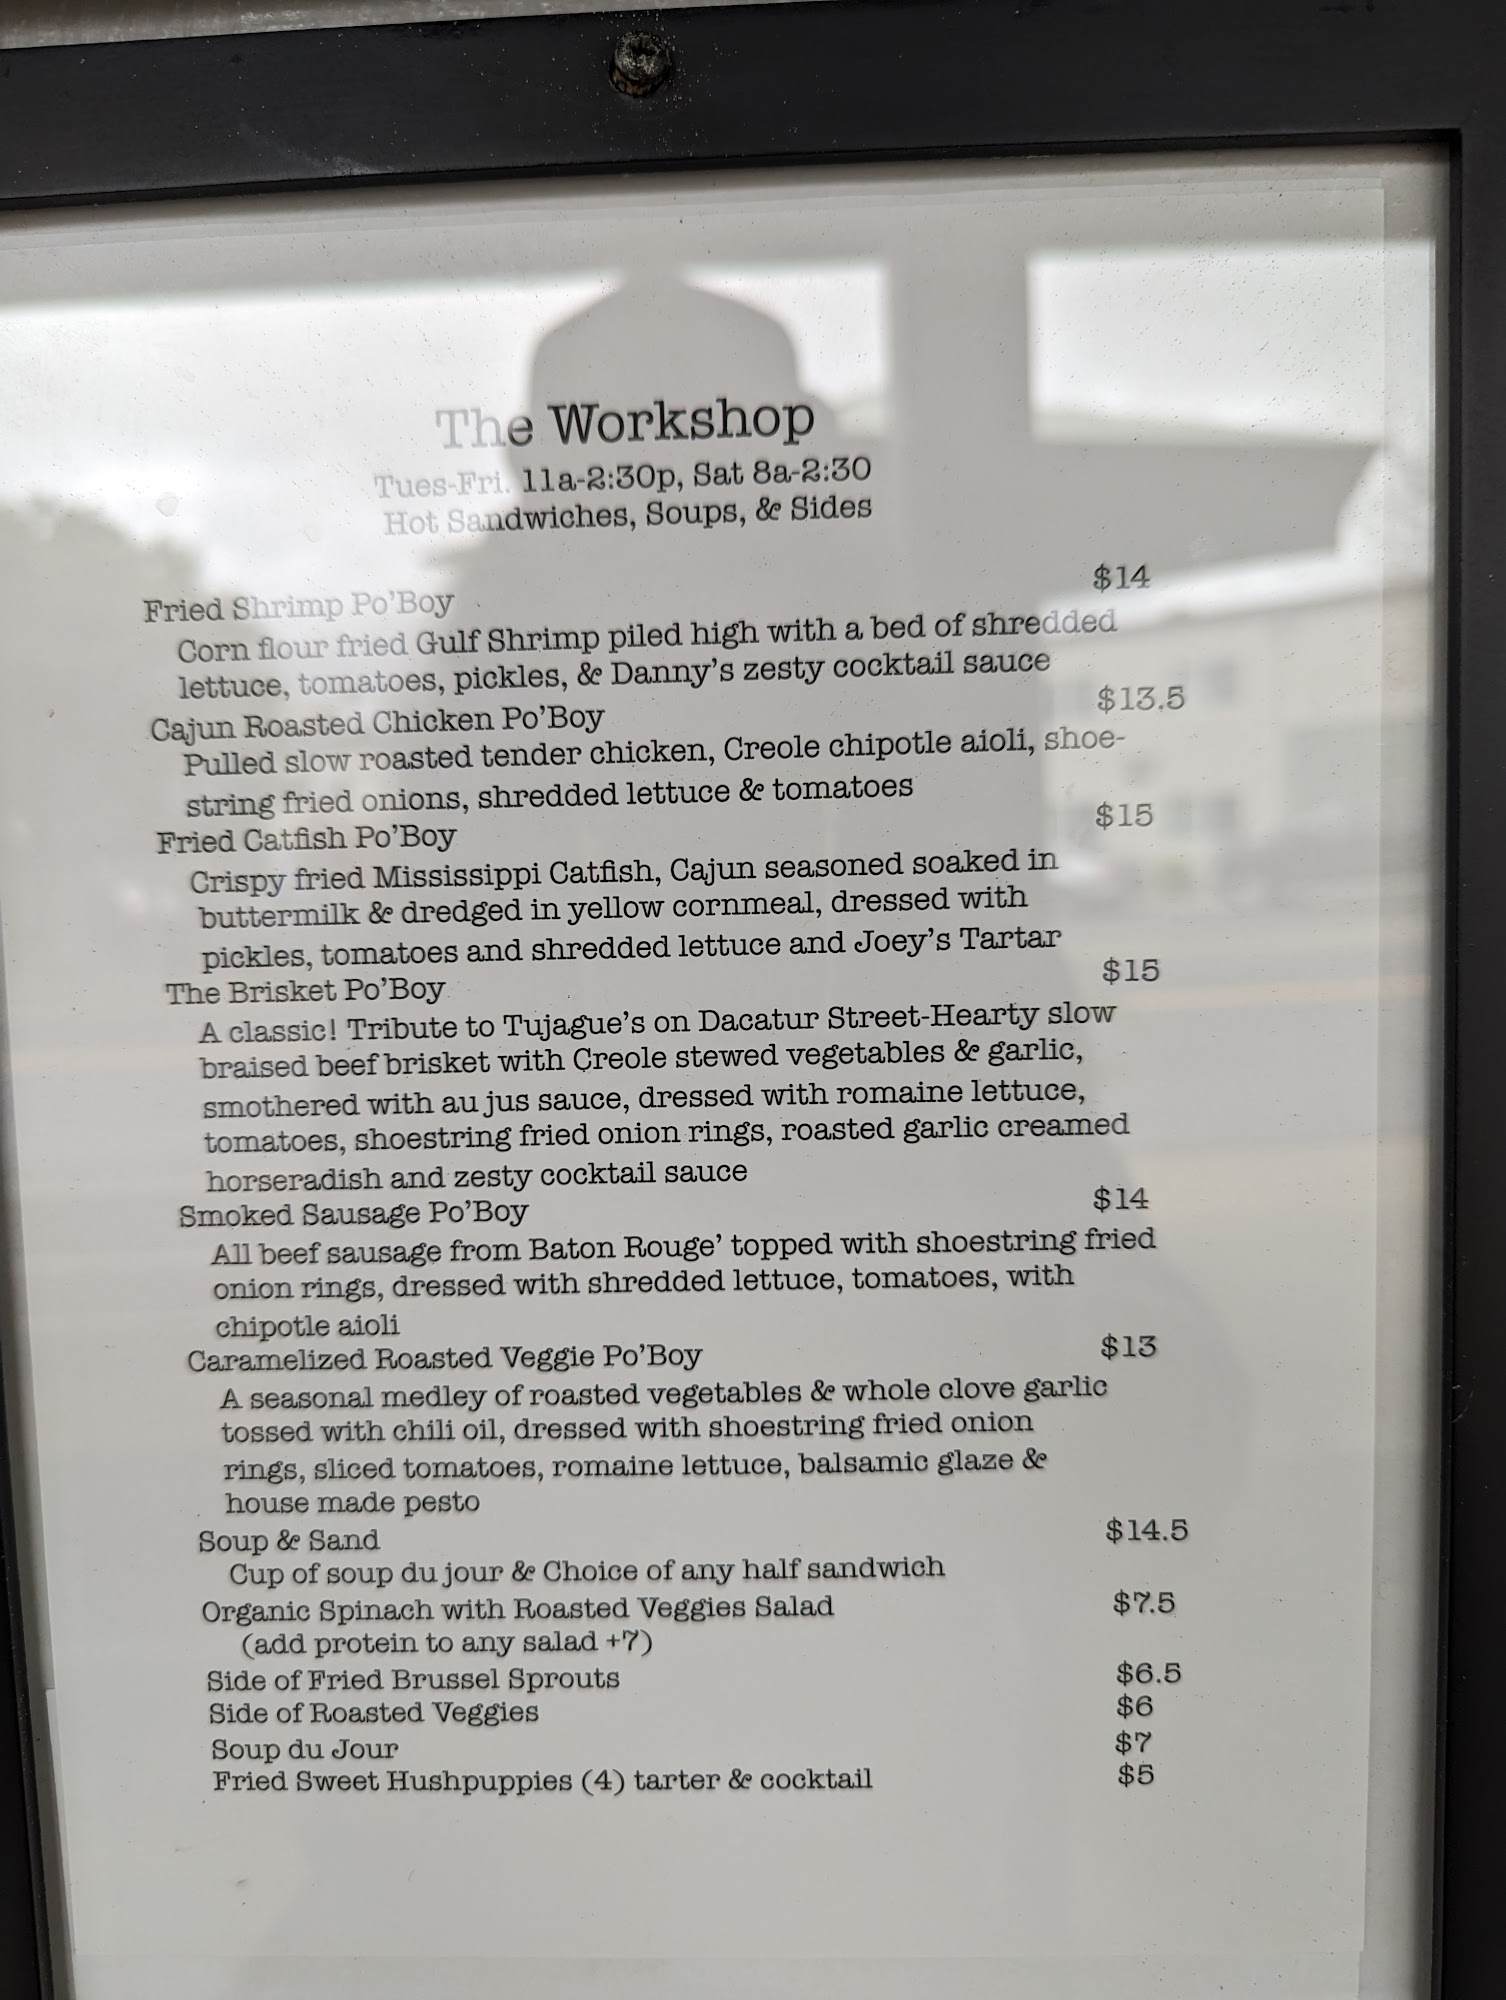 The Workshop
Tues-Fri. 11a-2:30p, Sat 8a-2:30
Hot Sandwiches, Soups, & Sides
Fried Shrimp Po'Boy $14
Corn flour fried Gulf Shrimp piled high with a bed of shredded
lettuce, tomatoes, pickles, & Danny's zesty cocktail sauce
Cajun Roasted Chicken Po'Boy $13.5
Pulled slow roasted tender chicken, Creole chipotle aioli, shoe-
string fried onions, shredded lettuce & tomatoes
Fried Catfish Po'Boy $15
Crispy fried Mississippi Catfish, Cajun seasoned soaked in
buttermilk & dredged in yellow cornmeal, dressed with
pickles, tomatoes and shredded lettuce and Joey's Tartar
The Brisket Po'Boy $15
A classic! Tribute to Tujague's on Dacatur Street-Hearty slow
braised beef brisket with Creole stewed vegetables & garlic,
smothered with au jus sauce, dressed with romaine lettuce,
tomatoes, shoestring fried onion rings, roasted garlic creamed
horseradish and zesty cocktail sauce
Smoked Sausage Po'Boy $14
All beef sausage from Baton Rouge' topped with shoestring fried
onion rings, dressed with shredded lettuce, tomatoes, with
chipotle aioli
Caramelized Roasted Veggie Po'Boy $13
A seasonal medley of roasted vegetables & whole clove garlic
tossed with chili oil, dressed with shoestring fried onion
rings, sliced tomatoes, romaine lettuce, balsamic glaze &
house made pesto
Soup & Sand $14.5
Cup of soup du jour & Choice of any half sandwich
Organic Spinach with Roasted Veggies Salad $7.5
(add protein to any salad +7)
Side of Fried Brussel Sprouts $6.5
Side of Roasted Veggies $6
Soup du Jour $7
Fried Sweet Hushpuppies (4) tarter & cocktail $5